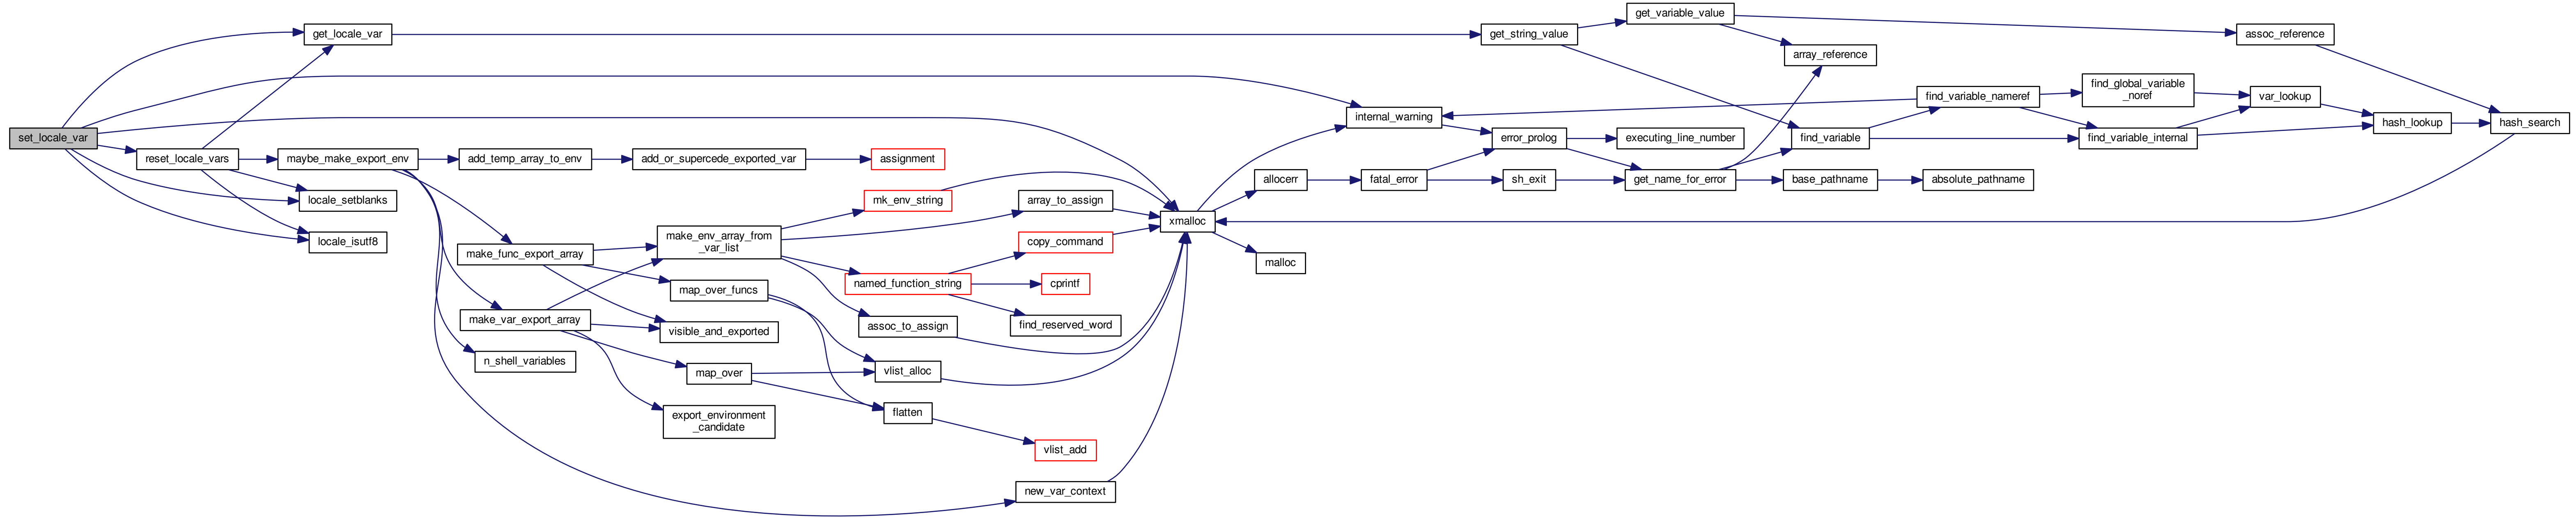 set_locale_var
get_locale_var
reset_locale_vars
maybe_make_export_env
locale_setblanks
locale_isutf8
add_temp_array_to_env
add_or_supercede_exported_var
assignment
make_func_export_array
make_var_export_array
n_shell_variables
make_env_array_from
_var_list
map_over_funcs
visible_and_exported
map_over
export_environment
_candidate
mk_env_string
named_function_string
assoc_to_assign
vlist_alloc
flatten
array_to_assign
copy_command
cprintf
find_reserved_word
vlist_add
new_var_context
xmalloc
allocerr
malloc
internal_warning
fatal_error
error_prolog
sh_exit
get_string_value
executing_line_number
get_name_for_error
get_variable_value
array_reference
find_variable
base_pathname
absolute_pathname
find_variable_nameref
find_global_variable
_noref
find_variable_internal
assoc_reference
var_lookup
hash_lookup
hash_search